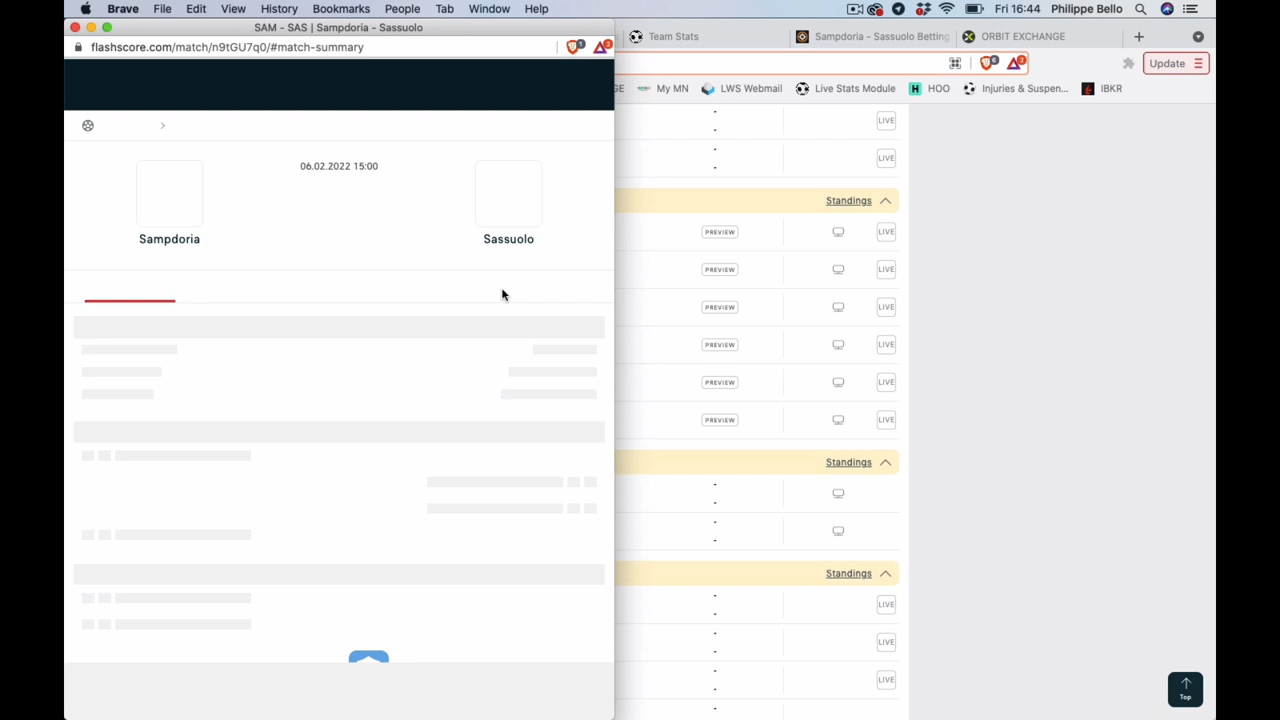 Brave File Edit View History Bookmarks People Tab Window Help Fri 16:44 Philippe Bello
SAM - SAS | Sampdoria - Sassuolo
flashscore.com/match/n9tGU7q0/#match-summary
Team Stats
Sampdoria - Sassuolo Betting
ORBIT EXCHANGE
Update
GE
My MN
LWS Webmail
Live Stats Module
HOO
Injuries & Suspen...
IBKR
06.02.2022 15:00
Sampdoria
Sassuolo
LIVE
LIVE
Standings
PREVIEW LIVE
PREVIEW LIVE
PREVIEW LIVE
PREVIEW LIVE
PREVIEW LIVE
PREVIEW LIVE
Standings
Standings
LIVE
LIVE
LIVE
Top